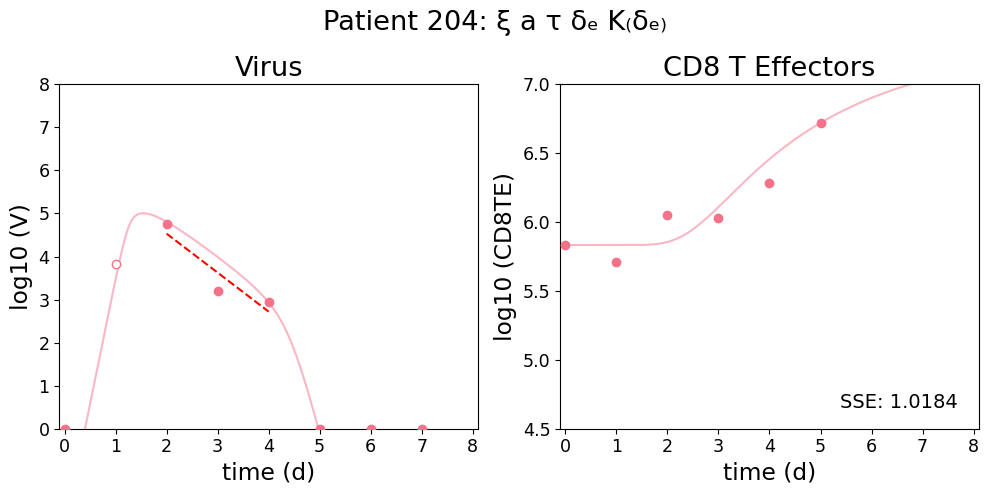 Patient 204: ξ a τ δₑ K₍δₑ₎
Virus
CD8 T Effectors
log10 (V)
8
7
6
5
4
3
2
1
0
0 1 2 3 4 5 6 7 8
time (d)
log10 (CD8TE)
7.0
6.5
6.0
5.5
5.0
4.5
SSE: 1.0184
0 1 2 3 4 5 6 7 8
time (d)